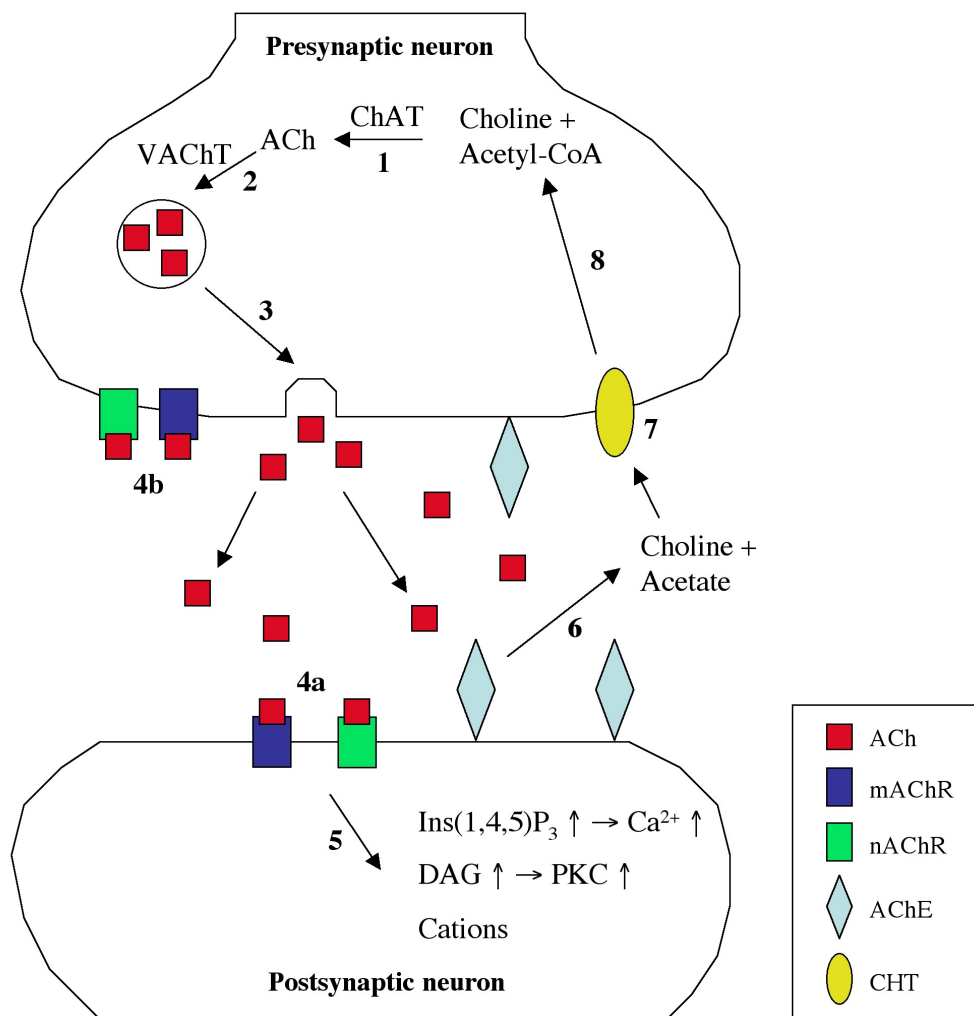 Presynaptic neuron
ChAT
Choline +
Acetyl-CoA
ACh
1
VAChT
2
8
3
7
4b
Choline +
Acetate
6
4a
5
Ins(1,4,5)P₃ ↑ → Ca²⁺ ↑
DAG ↑ → PKC ↑
Cations
Postsynaptic neuron
ACh
mAChR
nAChR
AChE
CHT